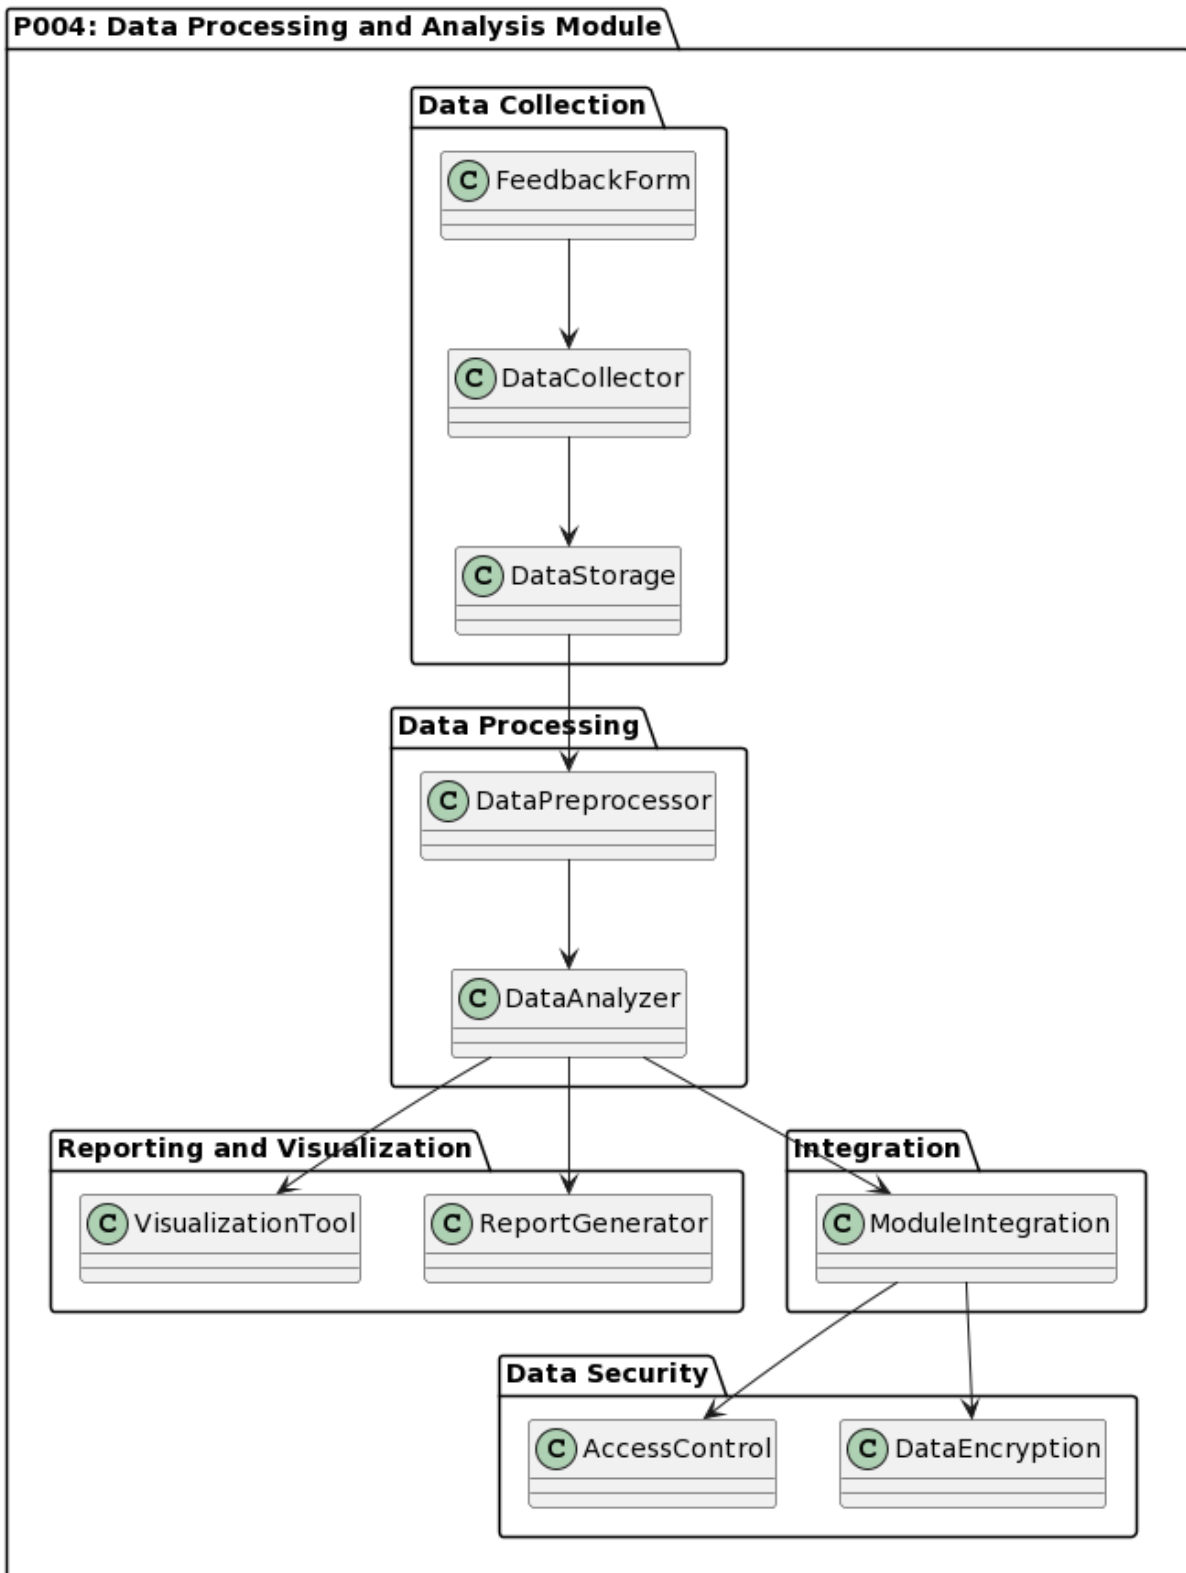 P004: Data Processing and Analysis Module
Data Collection
C FeedbackForm
C DataCollector
C DataStorage
Data Processing
C DataPreprocessor
C DataAnalyzer
Reporting and Visualization
Integration
C VisualizationTool
C ReportGenerator
C ModuleIntegration
Data Security
C AccessControl
C DataEncryption